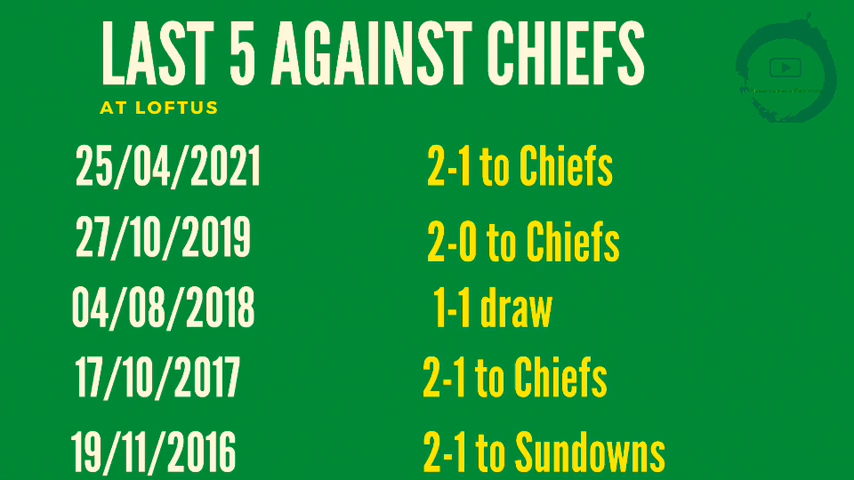 LAST 5 AGAINST CHIEFS
AT LOFTUS
25/04/2021 2-1 to Chiefs
27/10/2019 2-0 to Chiefs
04/08/2018 1-1 draw
17/10/2017 2-1 to Chiefs
19/11/2016 2-1 to Sundowns